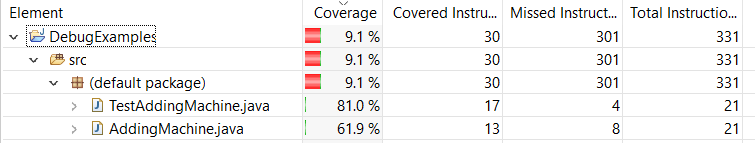 Element Coverage Covered Instru... Missed Instruct... Total Instructio...
DebugExamples 9.1 % 30 301 331
src 9.1 % 30 301 331
(default package) 9.1 % 30 301 331
TestAddingMachine.java 81.0 % 17 4 21
AddingMachine.java 61.9 % 13 8 21